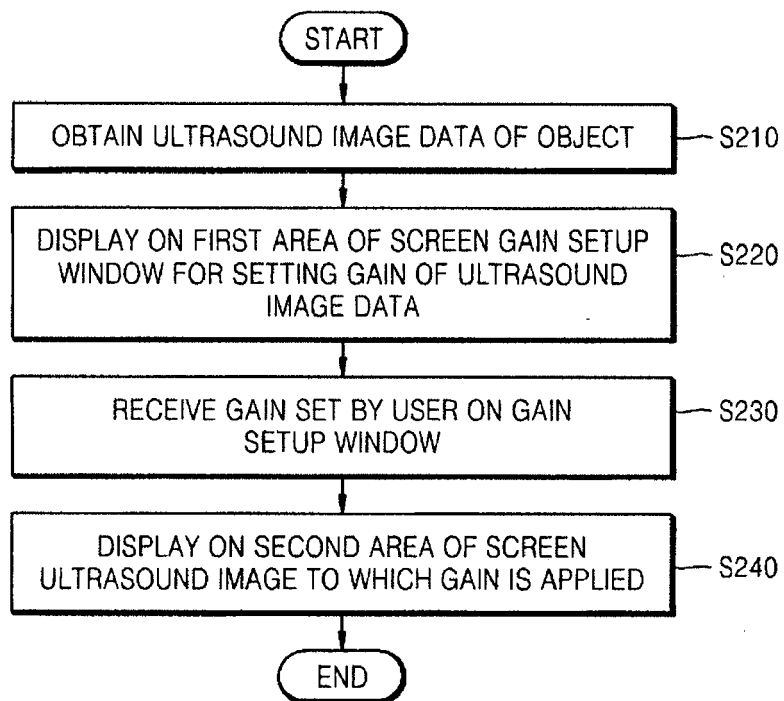 START
OBTAIN ULTRASOUND IMAGE DATA OF OBJECT
S210
DISPLAY ON FIRST AREA OF SCREEN GAIN SETUP
WINDOW FOR SETTING GAIN OF ULTRASOUND
IMAGE DATA
S220
RECEIVE GAIN SET BY USER ON GAIN
SETUP WINDOW
S230
DISPLAY ON SECOND AREA OF SCREEN
ULTRASOUND IMAGE TO WHICH GAIN IS APPLIED
S240
END